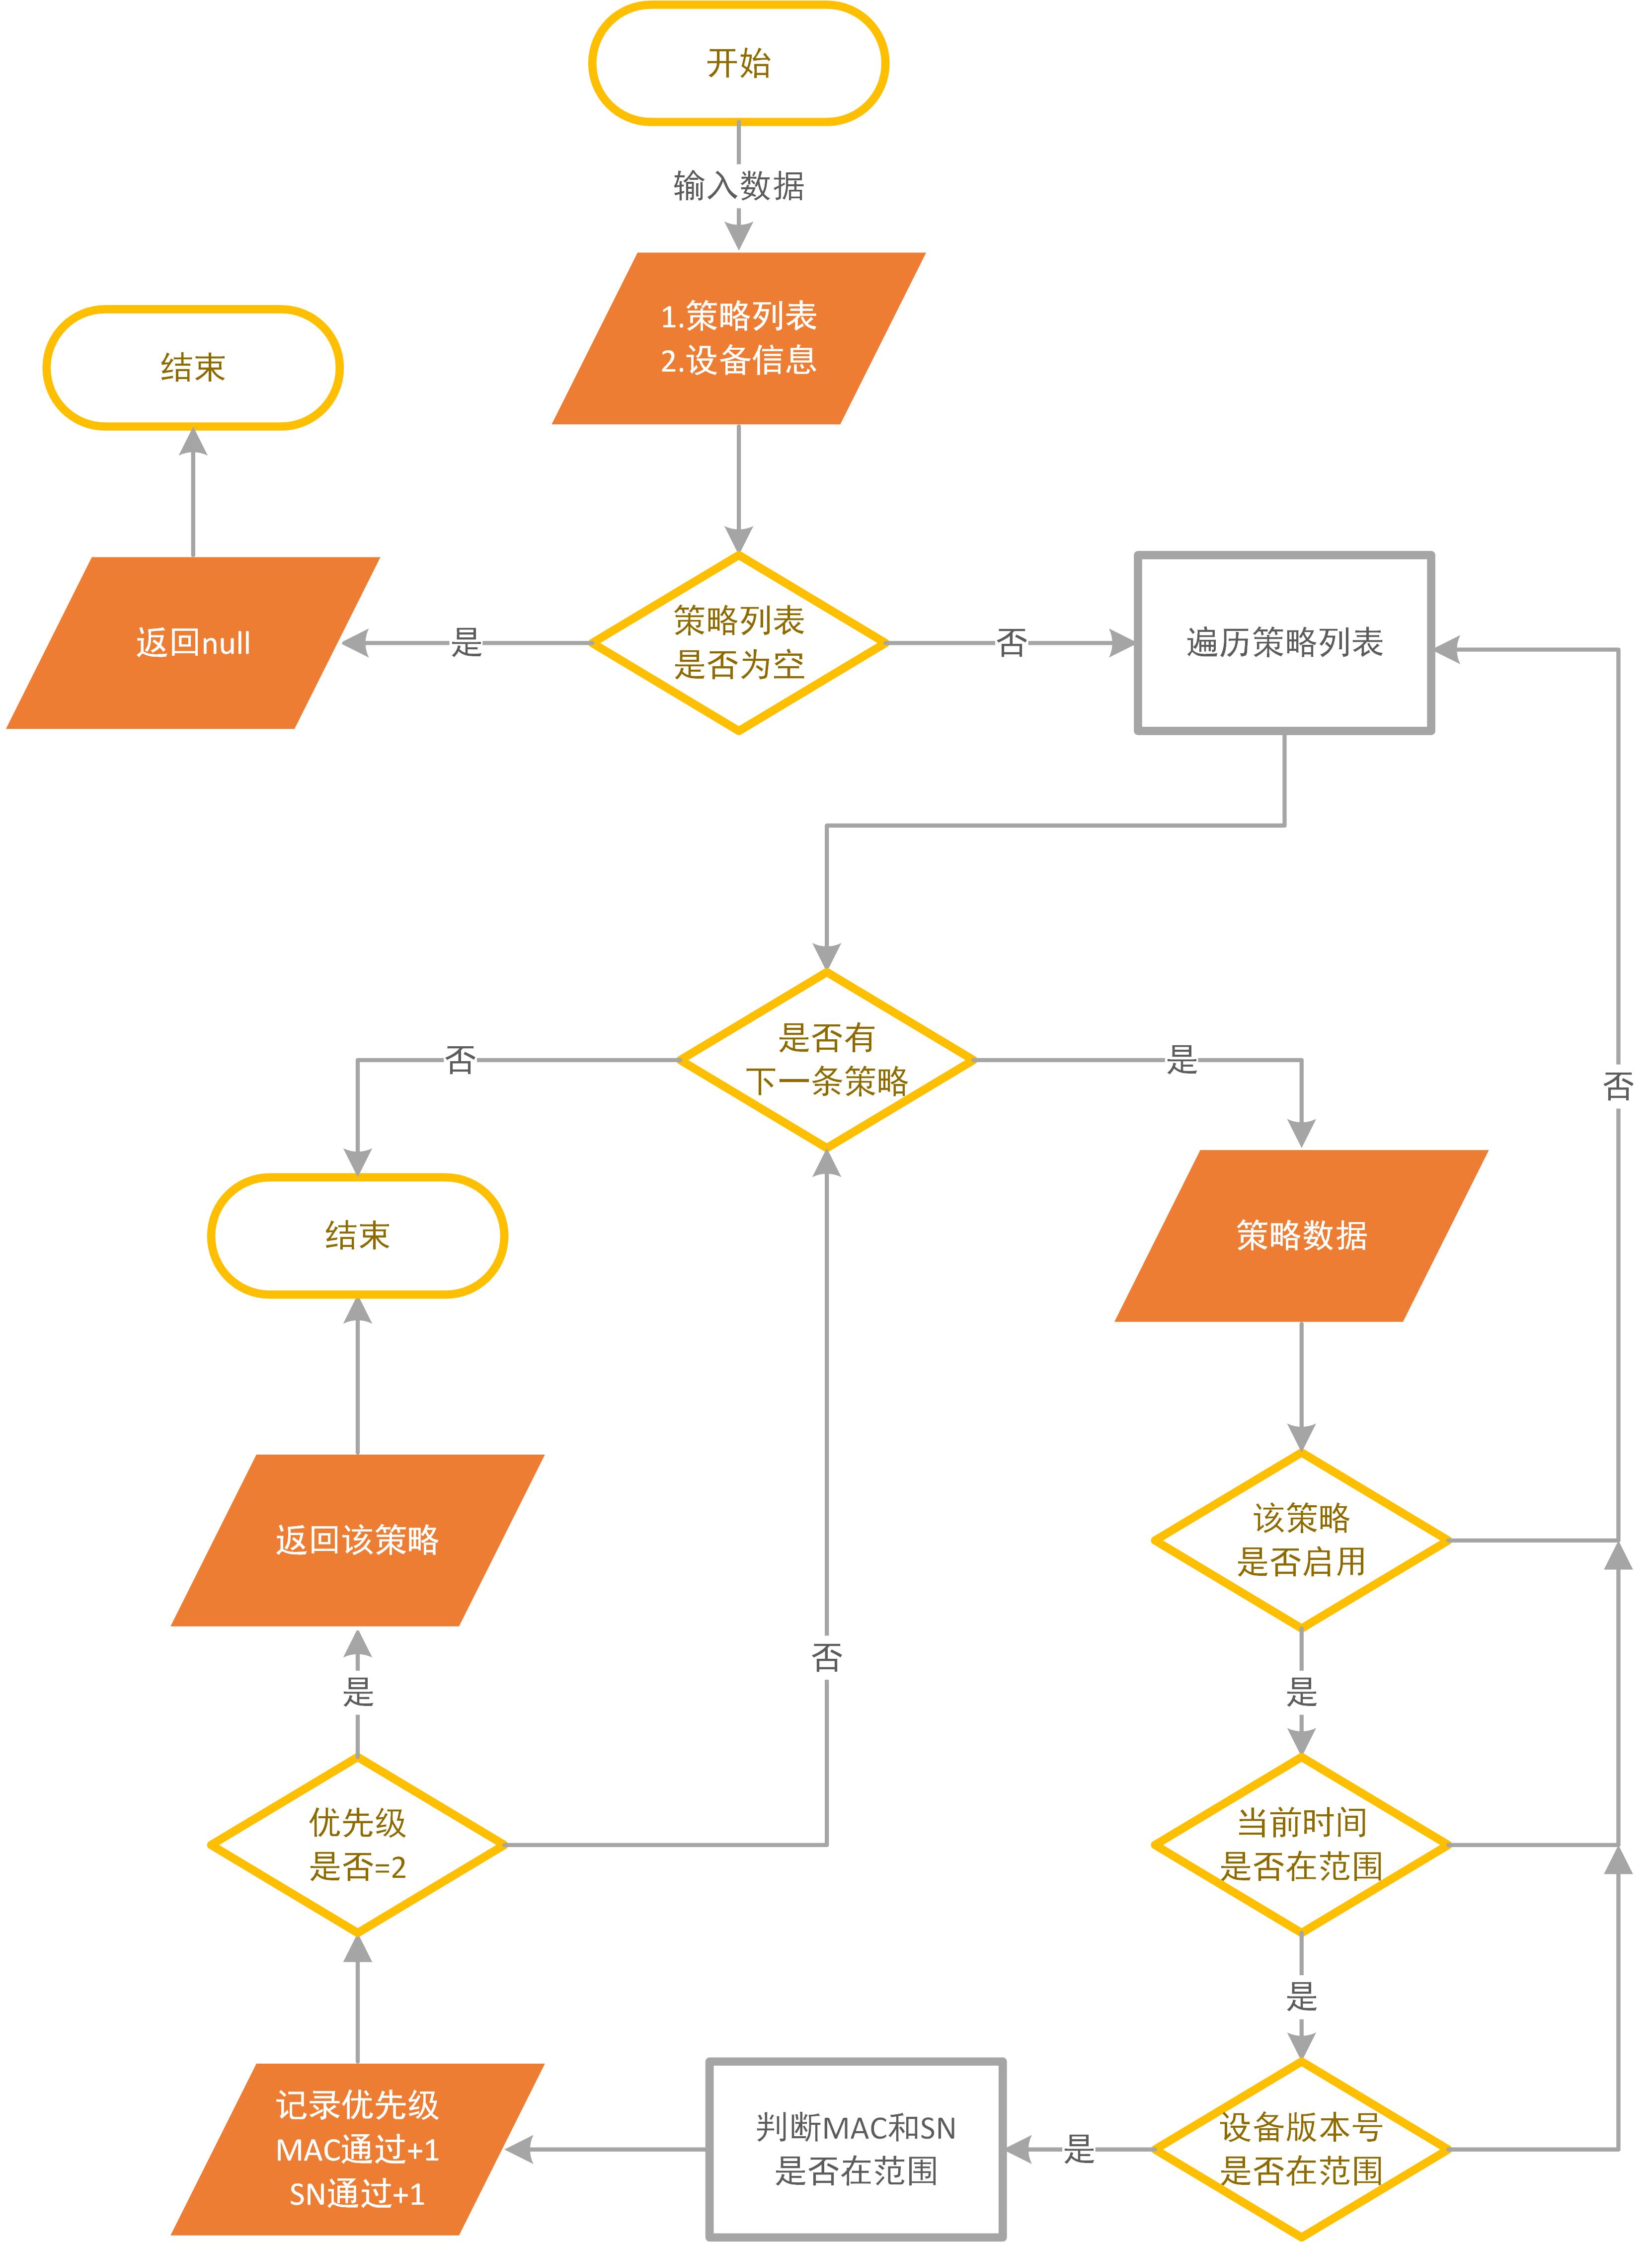 开始
输入数据
1.策略列表
2.设备信息
结束
返回null
是
策略列表
是否为空
否
遍历策略列表
否
是否有
下一条策略
是
否
结束
策略数据
返回该策略
该策略
是否启用
否
是
是
优先级
是否=2
当前时间
是否在范围
是
记录优先级
MAC通过+1
SN通过+1
判断MAC和SN
是否在范围
是
设备版本号
是否在范围